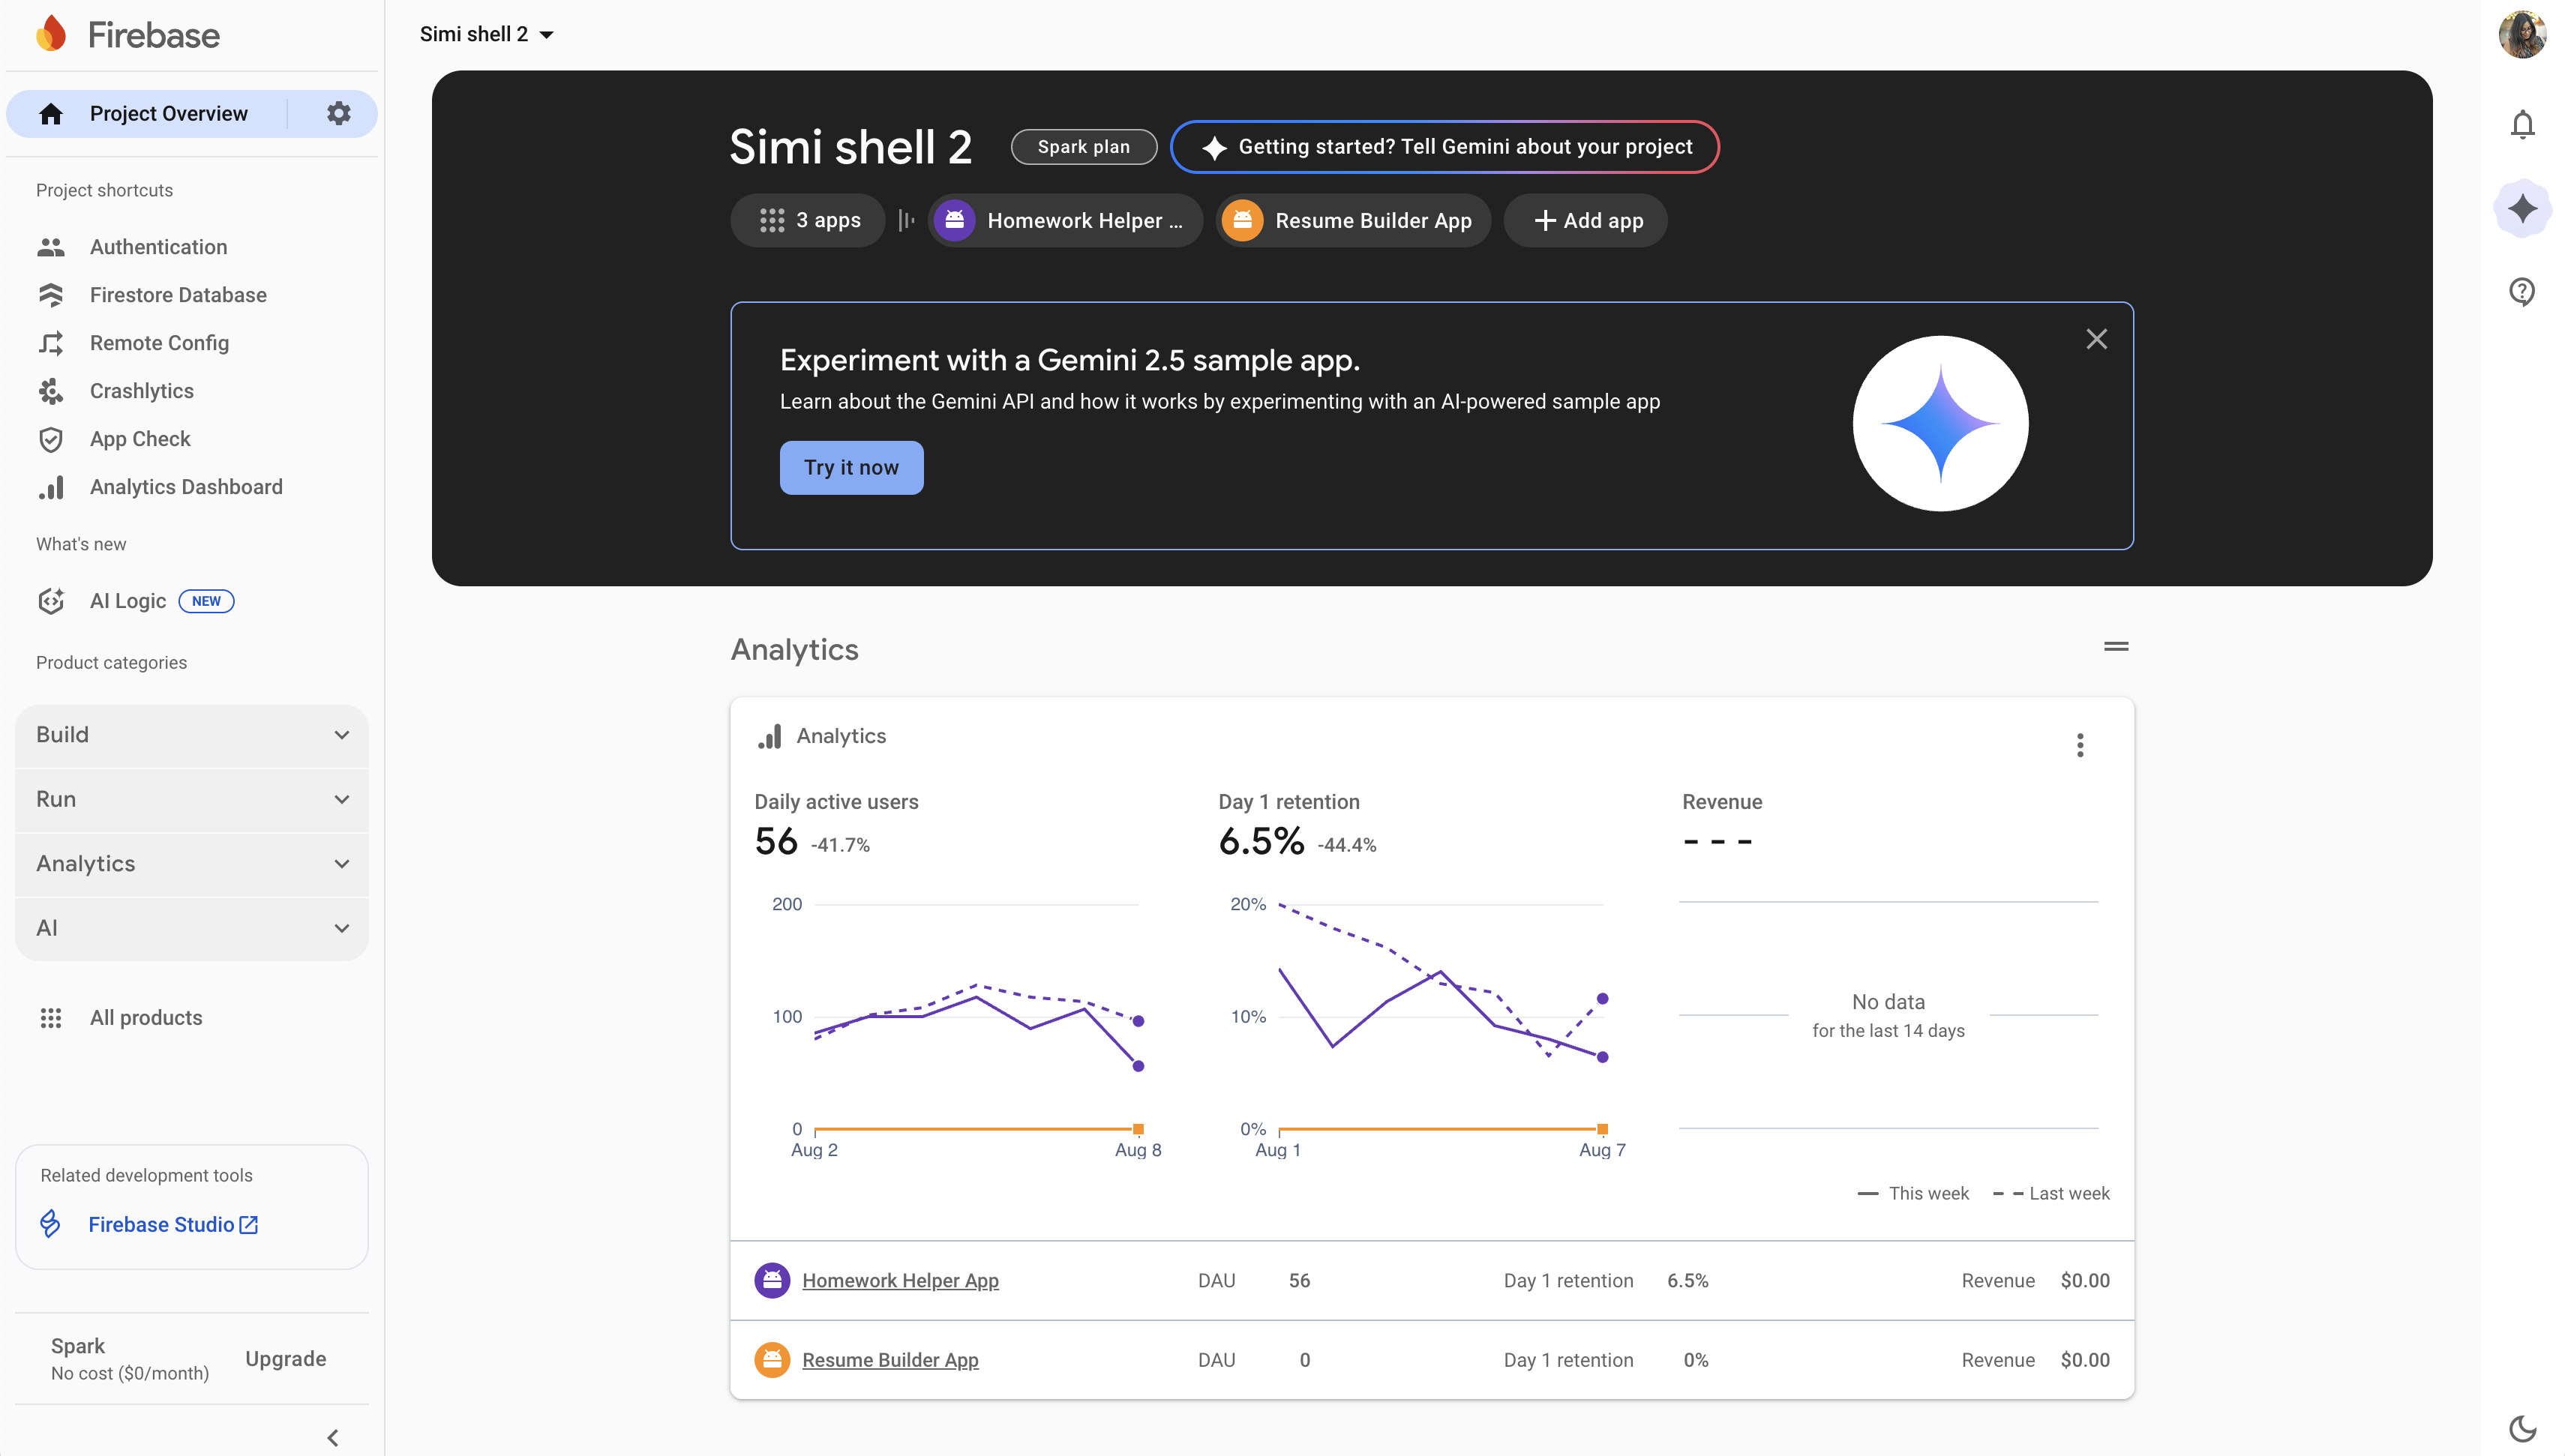 Firebase
Project Overview
Project shortcuts
Authentication
Firestore Database
Remote Config
Crashlytics
App Check
Analytics Dashboard
What's new
AI Logic NEW
Product categories
Build
Run
Analytics
AI
All products
Related development tools
Firebase Studio
Spark
No cost ($0/month)
Upgrade
Simi shell 2
Simi shell 2
Spark plan
Getting started? Tell Gemini about your project
3 apps
Homework Helper ...
Resume Builder App
Add app
Experiment with a Gemini 2.5 sample app.
Learn about the Gemini API and how it works by experimenting with an AI-powered sample app
Try it now
Analytics
Analytics
Daily active users
56 -41.7%
200
100
0
Aug 2 Aug 8
Day 1 retention
6.5% -44.4%
20%
10%
0%
Aug 1 Aug 7
Revenue
- - -
No data
for the last 14 days
This week Last week
Homework Helper App DAU 56 Day 1 retention 6.5% Revenue $0.00
Resume Builder App DAU 0 Day 1 retention 0% Revenue $0.00